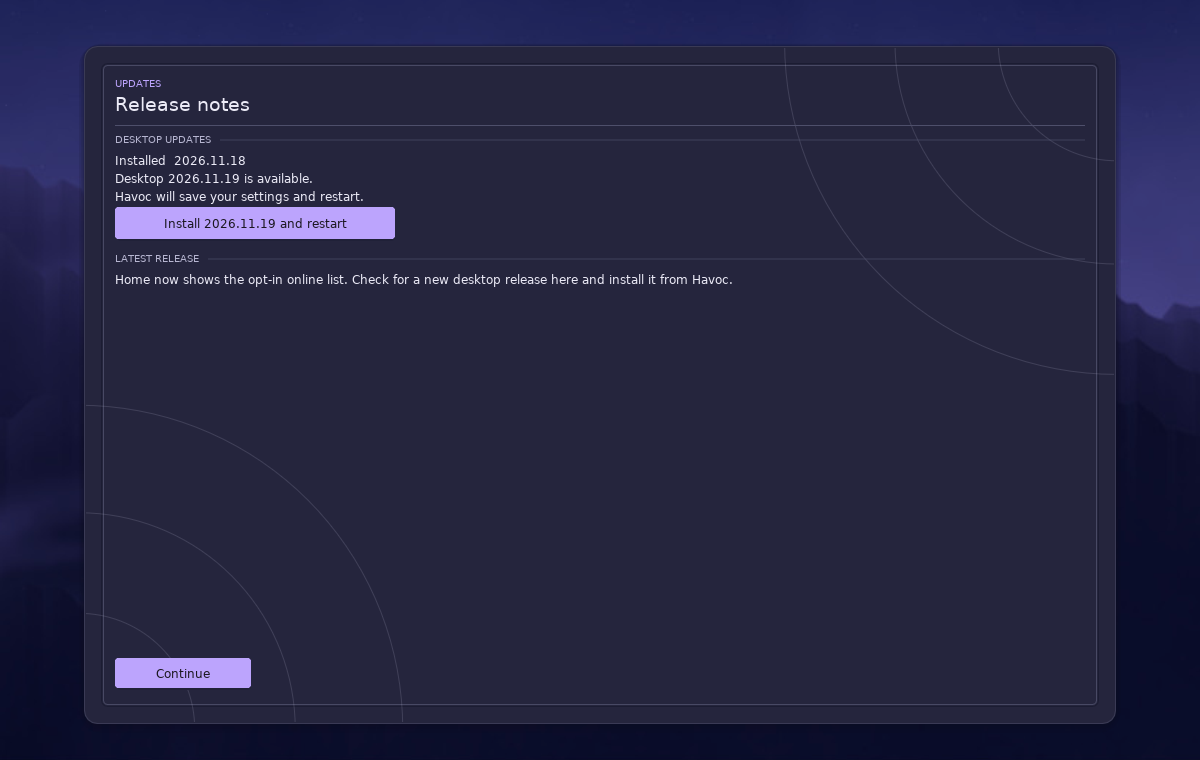 UPDATES
Release notes
DESKTOP UPDATES
Installed 2026.11.18
Desktop 2026.11.19 is available.
Havoc will save your settings and restart.
Install 2026.11.19 and restart
LATEST RELEASE
Home now shows the opt-in online list. Check for a new desktop release here and install it from Havoc.
Continue